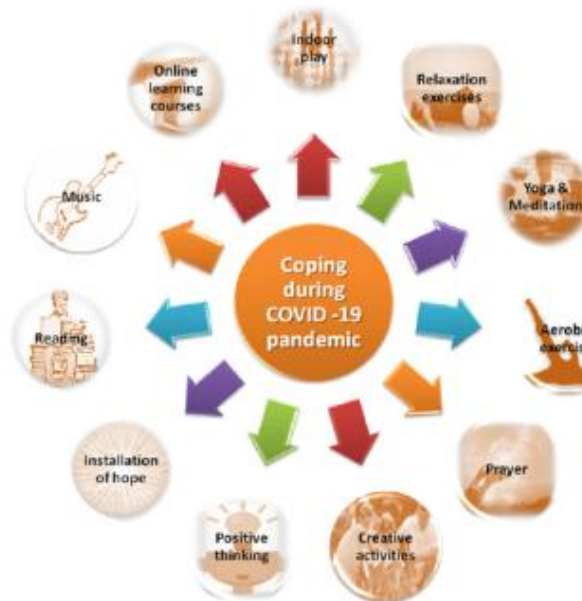 Coping
during
COVID -19
pandemic
Indoor
play
Relaxation
exercises
Yoga &
Meditation
Prayer
Creative
activities
Positive
thinking
Installation
of hope
Reading
Music
Online
learning
courses